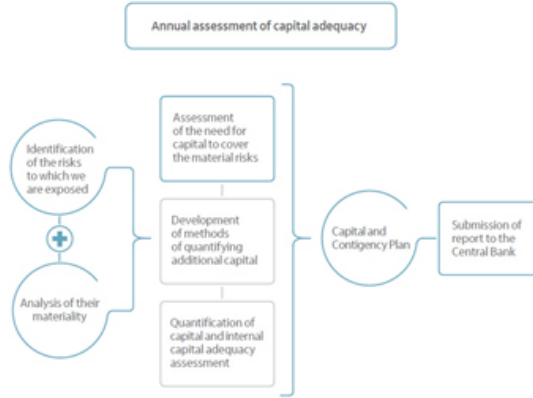 Annual assessment of capital adequacy
Identification
of the risks
to which we
are exposed
Analysis of their
materiality
Assessment
of the need for
capital to cover
the material risks
Development
of methods
of quantifying
additional capital
Quantification of
capital and internal
capital adequacy
assessment
Capital and
Contigency Plan
Submission of
report to the
Central Bank